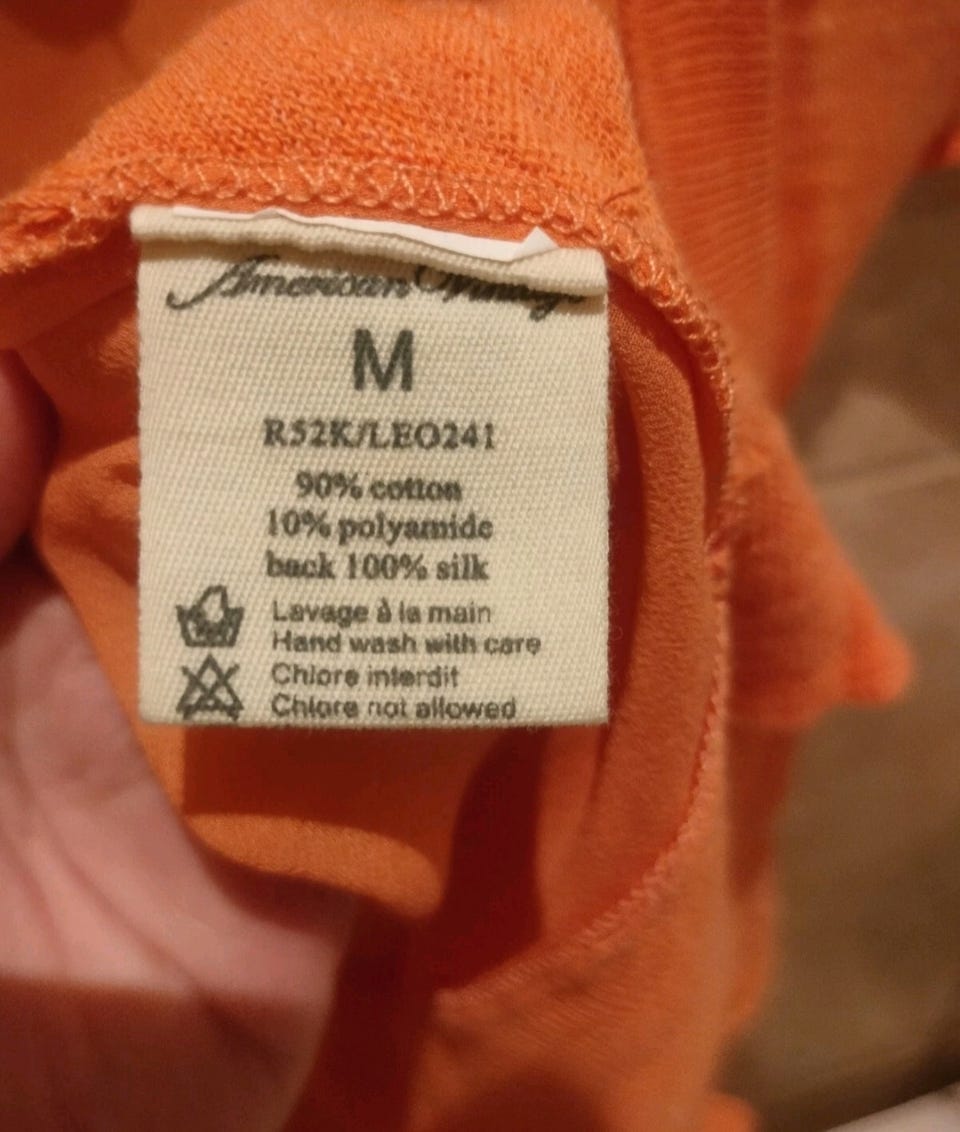 American Vintage
M
R52K/LEO241
90% cotton
10% polyamide
back 100% silk
Lavage à la main
Hand wash with care
Chlore interdit
Chlore not allowed